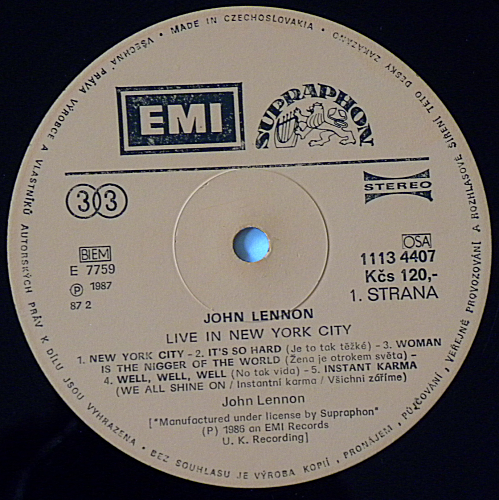 VŠECHNA PRÁVA VÝROBCE A VLASTNÍKŮ AUTORSKÝCH PRÁV K DÍLU JSOU VYHRAZENA • BEZ SOUHLASU JE VÝROBA KOPIÍ, PRONÁJEM, PŮJČOVÁNÍ, VEŘEJNÉ PROVOZOVÁNÍ A ROZHLASOVÉ ŠÍŘENÍ TÉTO DESKY ZAKÁZÁNO • MADE IN CZECHOSLOVAKIA •
EMI
SUPRAPHON
STEREO
33
BIEM
E 7759
Ⓟ 1987
87 2
OSA
1113 4407
Kčs 120,-
1. STRANA
JOHN LENNON
LIVE IN NEW YORK CITY
1. NEW YORK CITY - 2. IT'S SO HARD (Je to tak těžké) - 3. WOMAN
IS THE NIGGER OF THE WORLD (Žena je otrokem světa) -
4. WELL, WELL, WELL (No tak vida) - 5. INSTANT KARMA
(WE ALL SHINE ON / Instantní karma / Všichni záříme)
John Lennon
[*Manufactured under license by Supraphon*
(P) 1986 an EMI Records
U. K. Recording]